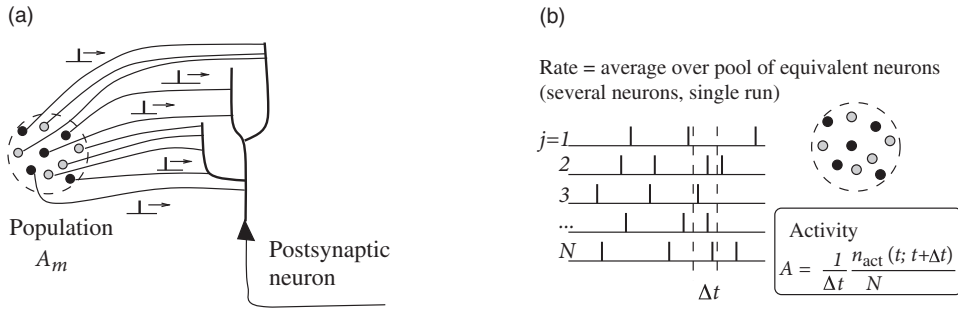 (a)
Population
A_m
Postsynaptic
neuron
(b)
Rate = average over pool of equivalent neurons
(several neurons, single run)
j=1
2
3
...
N
Δt
Activity
A = 1/Δt n_act (t; t+Δt)/N